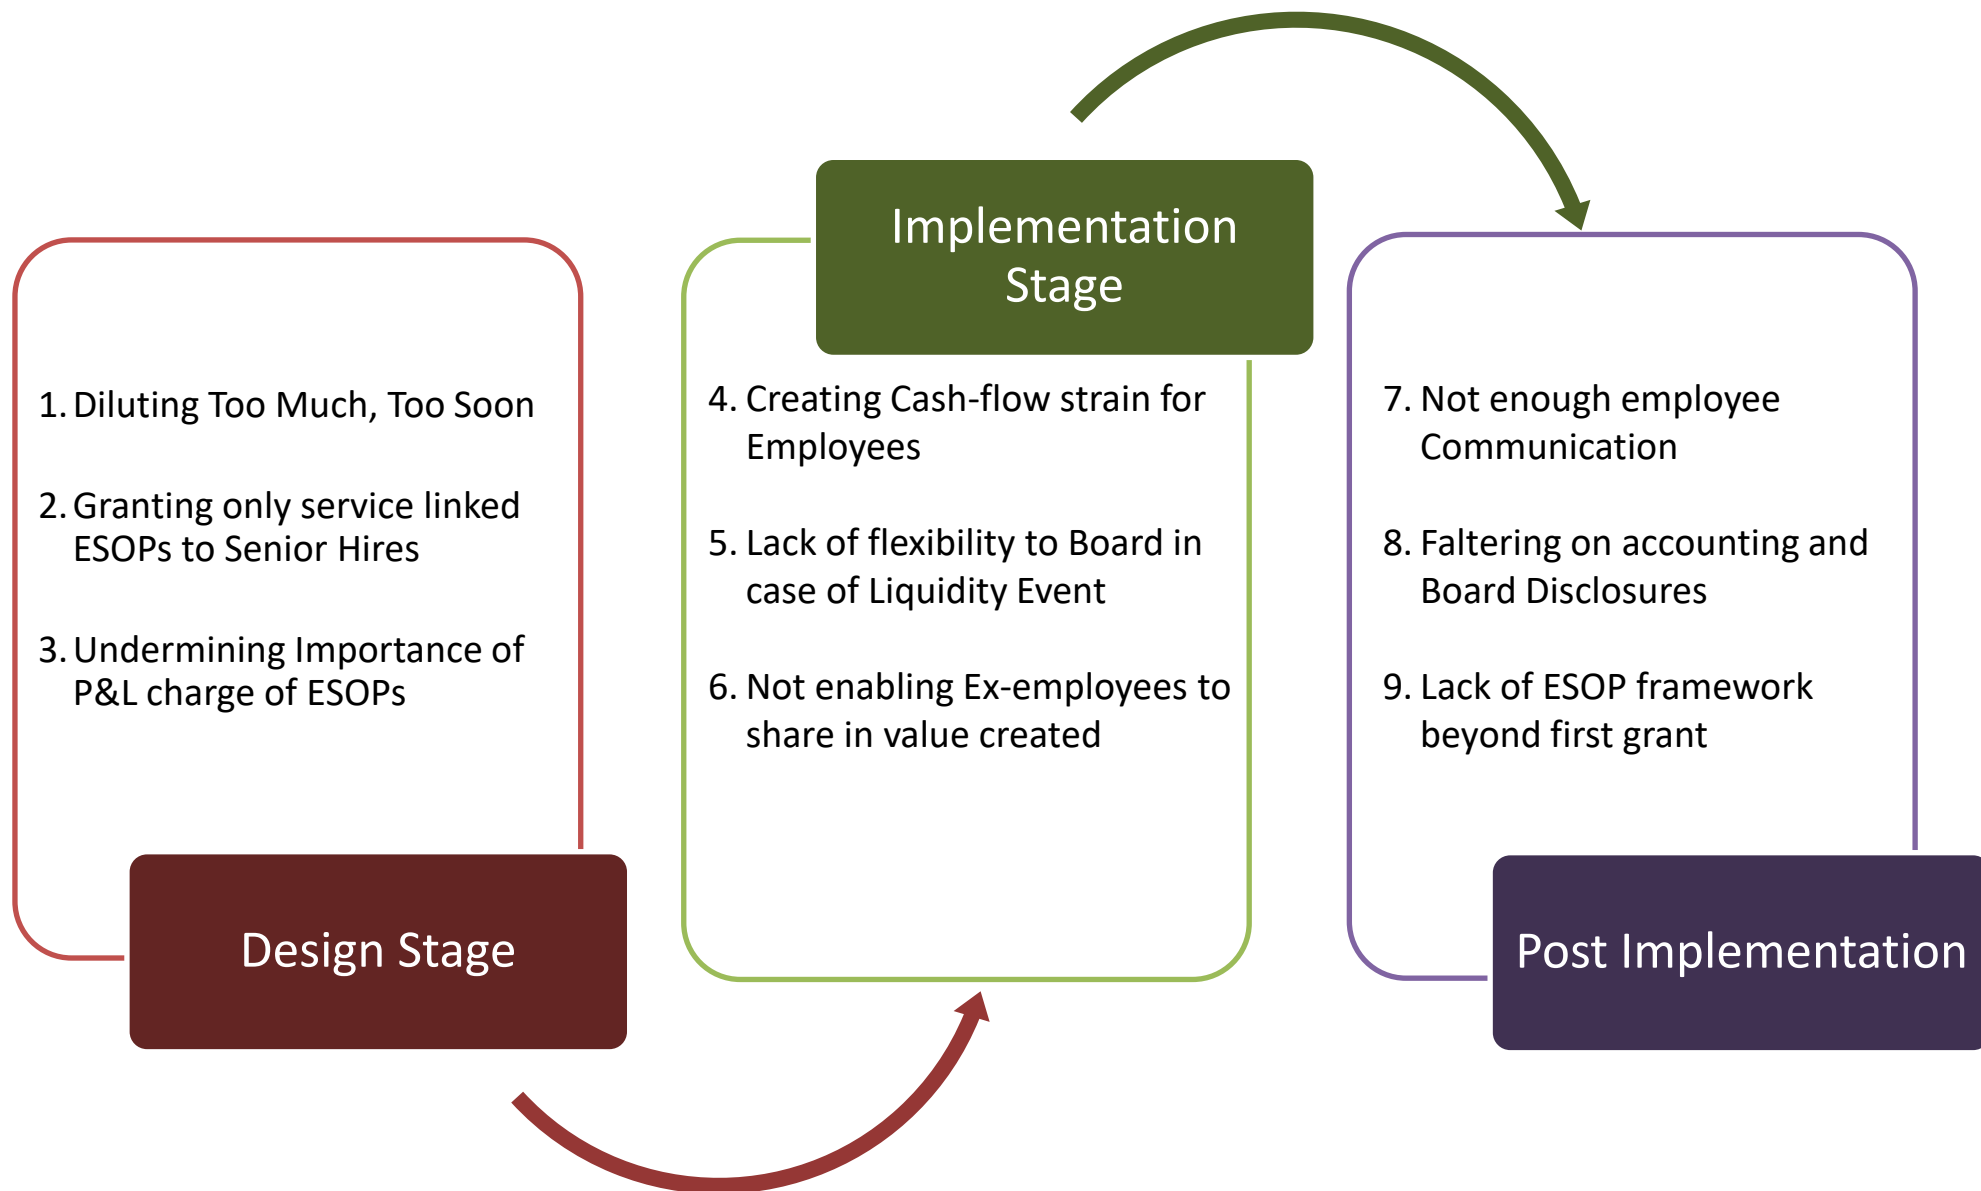 1. Diluting Too Much, Too Soon
2. Granting only service linked
ESOPs to Senior Hires
3. Undermining Importance of
P&L charge of ESOPs
Design Stage
Implementation
Stage
4. Creating Cash-flow strain for
Employees
5. Lack of flexibility to Board in
case of Liquidity Event
6. Not enabling Ex-employees to
share in value created
7. Not enough employee
Communication
8. Faltering on accounting and
Board Disclosures
9. Lack of ESOP framework
beyond first grant
Post Implementation